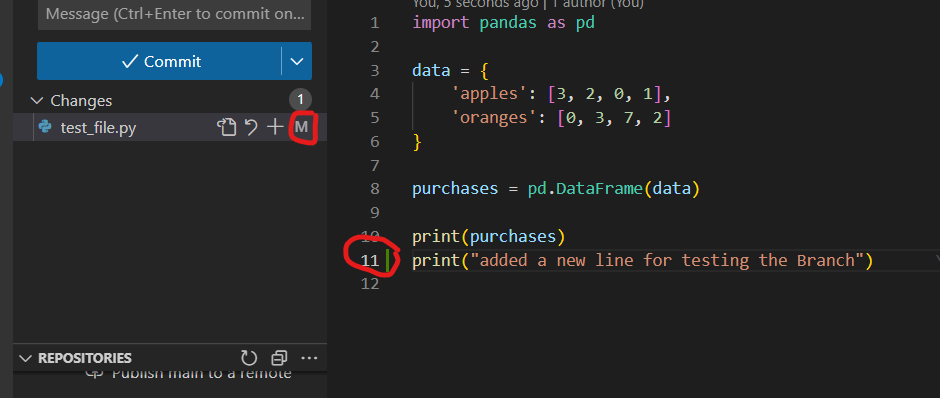 Message (Ctrl+Enter to commit on...
Commit
Changes 1
test_file.py M
REPOSITORIES
Publish main to a remote
You, 5 seconds ago | 1 author (You)
1 import pandas as pd
2
3 data = {
4 'apples': [3, 2, 0, 1],
5 'oranges': [0, 3, 7, 2]
6 }
7
8 purchases = pd.DataFrame(data)
9
10 print(purchases)
11 print("added a new line for testing the Branch")
12